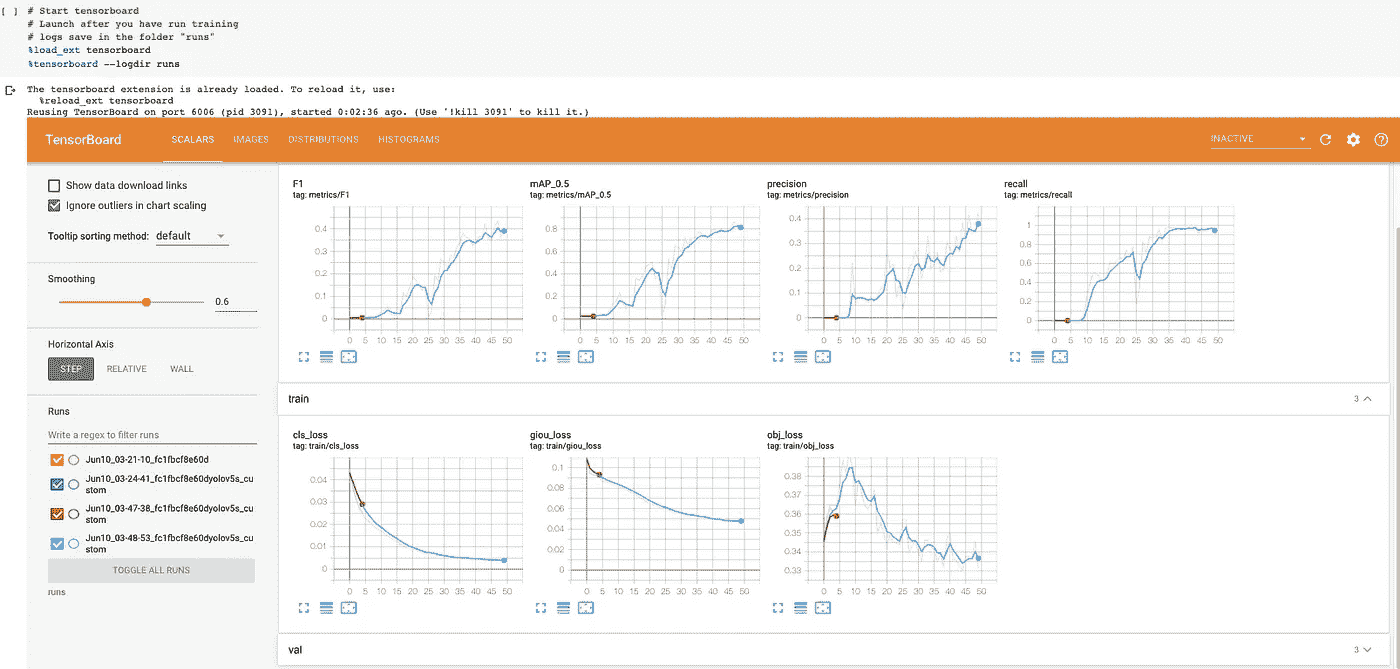 [ ] # Start tensorboard
# Launch after you have run training
# logs save in the folder "runs"
%load_ext tensorboard
%tensorboard --logdir runs
The tensorboard extension is already loaded. To reload it, use:
%reload_ext tensorboard
Reusing TensorBoard on port 6006 (pid 3091), started 0:02:36 ago. (Use '!kill 3091' to kill it.)
TensorBoard SCALARS IMAGES DISTRIBUTIONS HISTOGRAMS INACTIVE
Show data download links
Ignore outliers in chart scaling
Tooltip sorting method: default
Smoothing
0.6
Horizontal Axis
STEP RELATIVE WALL
Runs
Write a regex to filter runs
Jun10_03-21-10_fc1fbcf8e60d
Jun10_03-24-41_fc1fbcf8e60dyolov5s_cu
stom
Jun10_03-47-38_fc1fbcf8e60dyolov5s_cu
stom
Jun10_03-48-53_fc1fbcf8e60dyolov5s_cu
stom
TOGGLE ALL RUNS
runs
F1
tag: metrics/F1
0.4
0.3
0.2
0.1
0
0 5 10 15 20 25 30 35 40 45 50
mAP_0.5
tag: metrics/mAP_0.5
0.8
0.6
0.4
0.2
0
0 5 10 15 20 25 30 35 40 45 50
precision
tag: metrics/precision
0.4
0.3
0.2
0.1
0
0 5 10 15 20 25 30 35 40 45 50
recall
tag: metrics/recall
1
0.8
0.6
0.4
0.2
0
0 5 10 15 20 25 30 35 40 45 50
train 3
cls_loss
tag: train/cls_loss
0.04
0.03
0.02
0.01
0
0 5 10 15 20 25 30 35 40 45 50
giou_loss
tag: train/giou_loss
0.1
0.08
0.06
0.04
0.02
0
0 5 10 15 20 25 30 35 40 45 50
obj_loss
tag: train/obj_loss
0.38
0.37
0.36
0.35
0.34
0.33
0 5 10 15 20 25 30 35 40 45 50
val 3